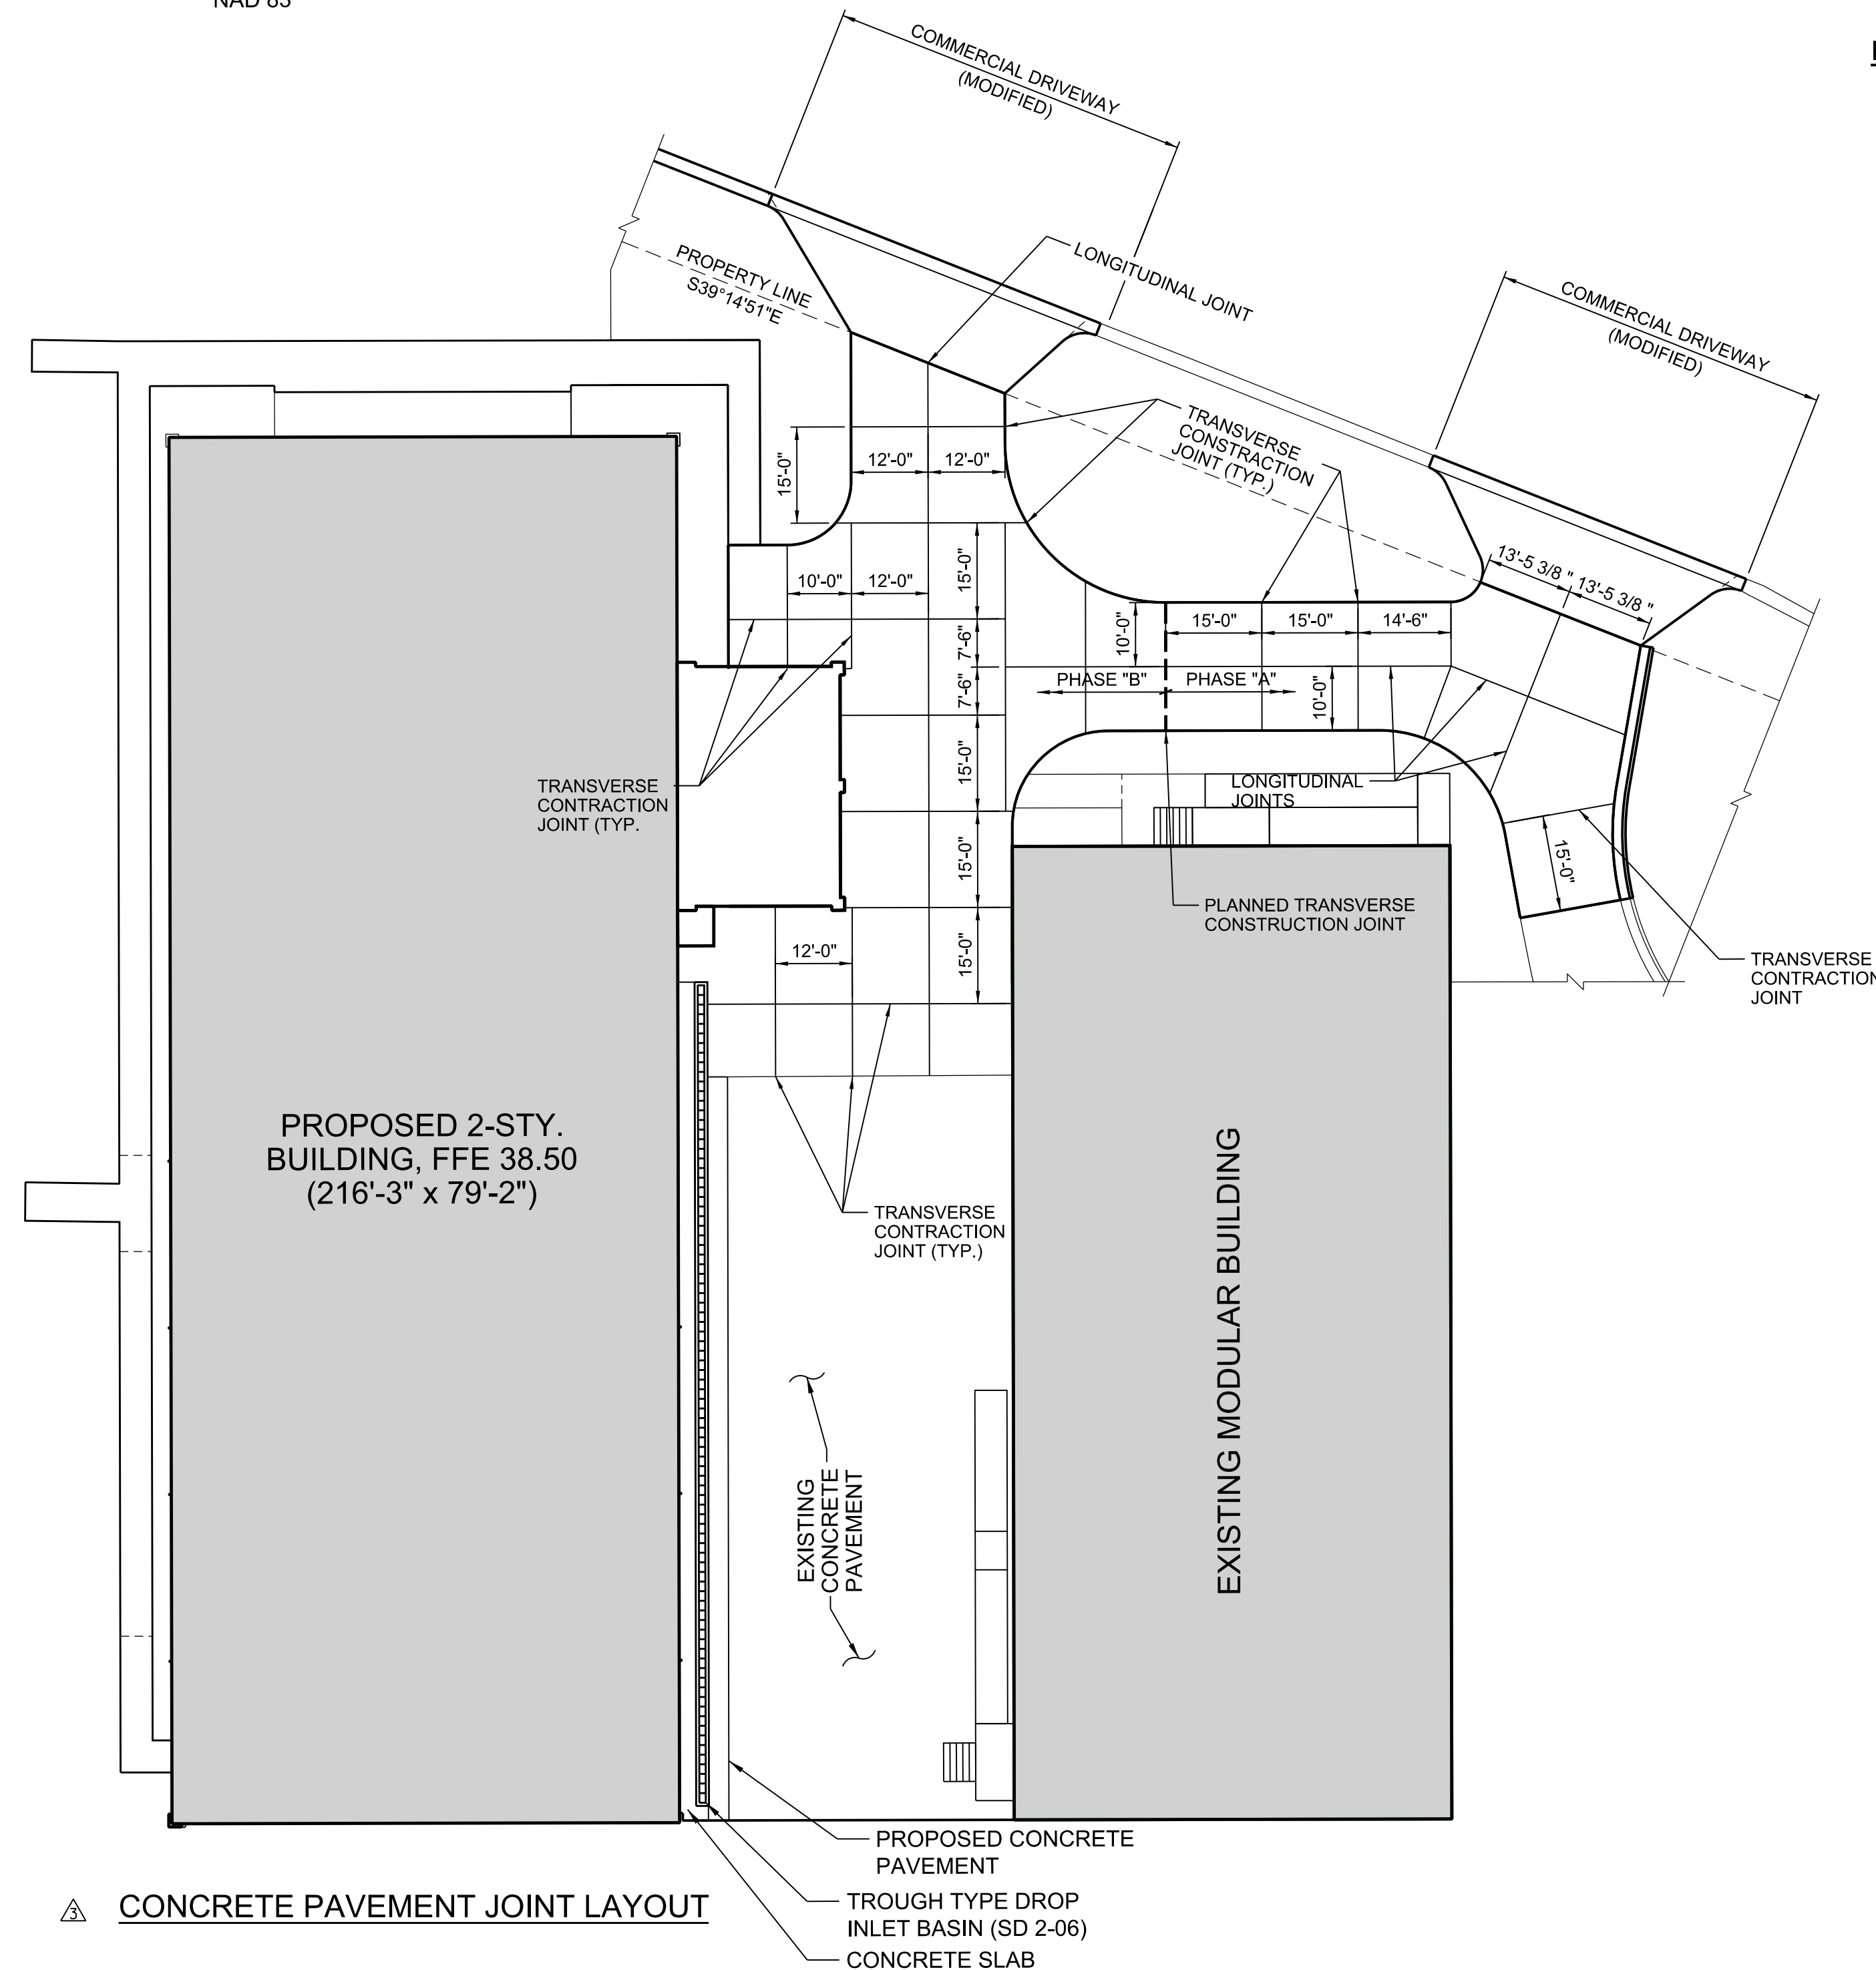 NAD 83
COMMERCIAL DRIVEWAY
(MODIFIED)
PROPERTY LINE
S39°14'51"E
LONGITUDINAL JOINT
COMMERCIAL DRIVEWAY
(MODIFIED)
TRANSVERSE
CONSTRACTION
JOINT (TYP.)
15'-0"
12'-0"
12'-0"
13'-5 3/8 "
13'-5 3/8 "
10'-0"
12'-0"
15'-0"
10'-0"
15'-0"
15'-0"
14'-6"
7'-6"
7'-6"
PHASE "B"
PHASE "A"
10'-0"
15'-0"
TRANSVERSE
CONTRACTION
JOINT (TYP.
LONGITUDINAL
JOINTS
15'-0"
15'-0"
PLANNED TRANSVERSE
CONSTRUCTION JOINT
12'-0"
15'-0"
TRANSVERSE
CONTRACTION
JOINT
PROPOSED 2-STY.
BUILDING, FFE 38.50
(216'-3" x 79'-2")
TRANSVERSE
CONTRACTION
JOINT (TYP.)
EXISTING MODULAR BUILDING
EXISTING
CONCRETE
PAVEMENT
PROPOSED CONCRETE
PAVEMENT
TROUGH TYPE DROP
INLET BASIN (SD 2-06)
CONCRETE SLAB
3
CONCRETE PAVEMENT JOINT LAYOUT